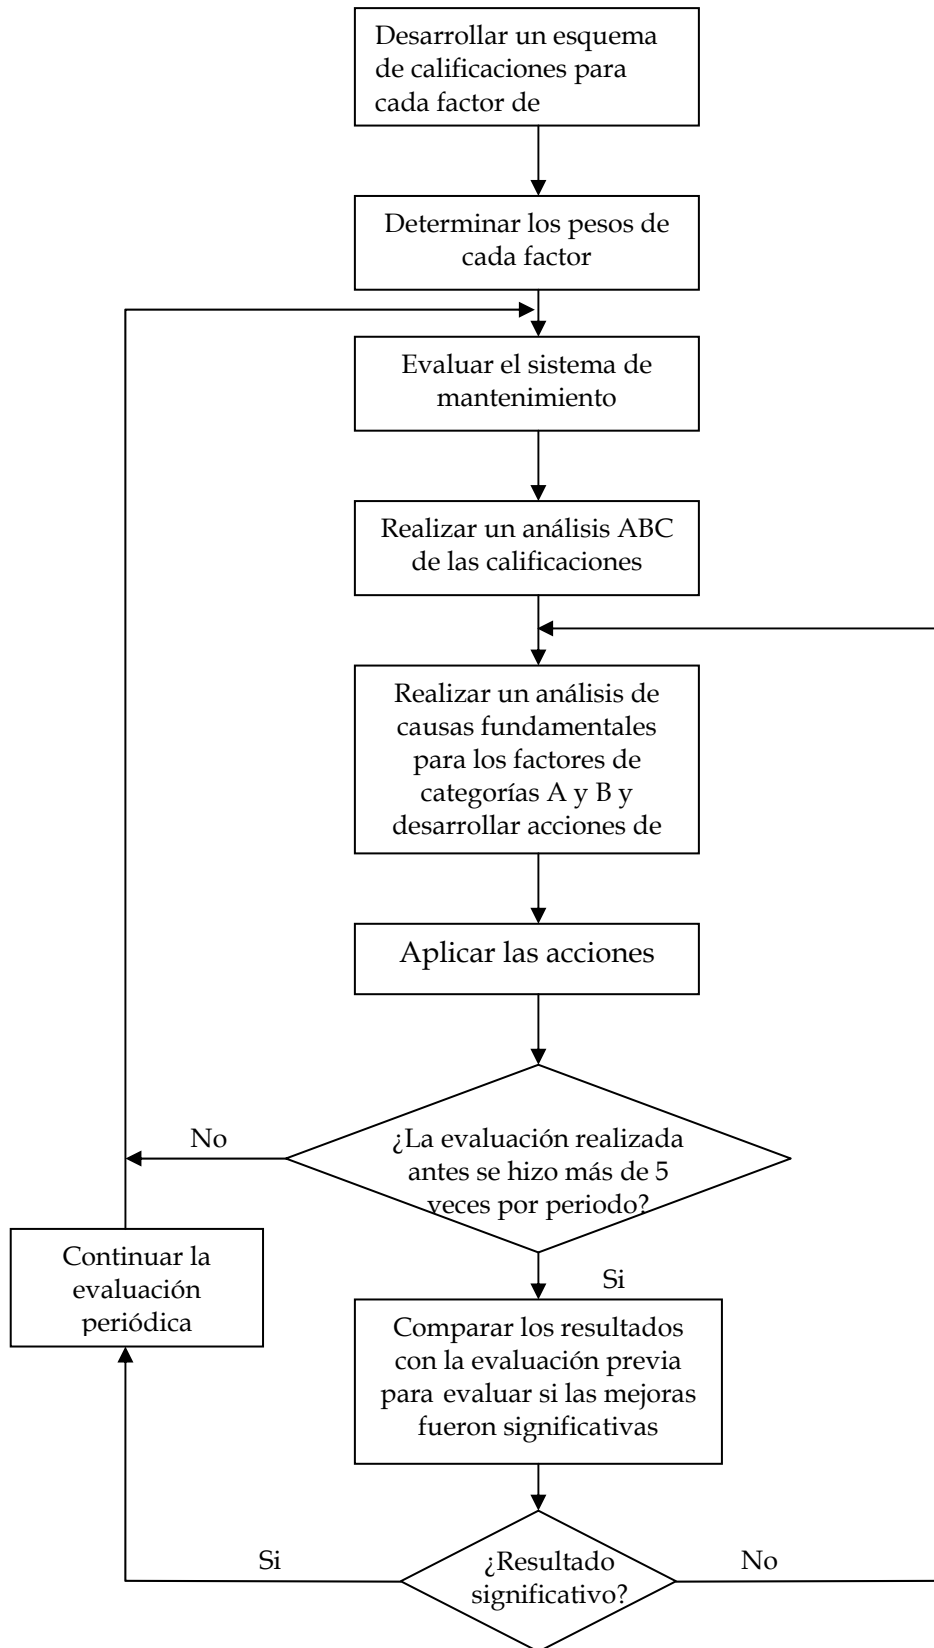 Desarrollar un esquema
de calificaciones para
cada factor de
Determinar los pesos de
cada factor
Evaluar el sistema de
mantenimiento
Realizar un análisis ABC
de las calificaciones
Realizar un análisis de
causas fundamentales
para los factores de
categorías A y B y
desarrollar acciones de
Aplicar las acciones
No
¿La evaluación realizada
antes se hizo más de 5
veces por periodo?
Continuar la
evaluación
periódica
Si
Comparar los resultados
con la evaluación previa
para evaluar si las mejoras
fueron significativas
Si
¿Resultado
significativo?
No